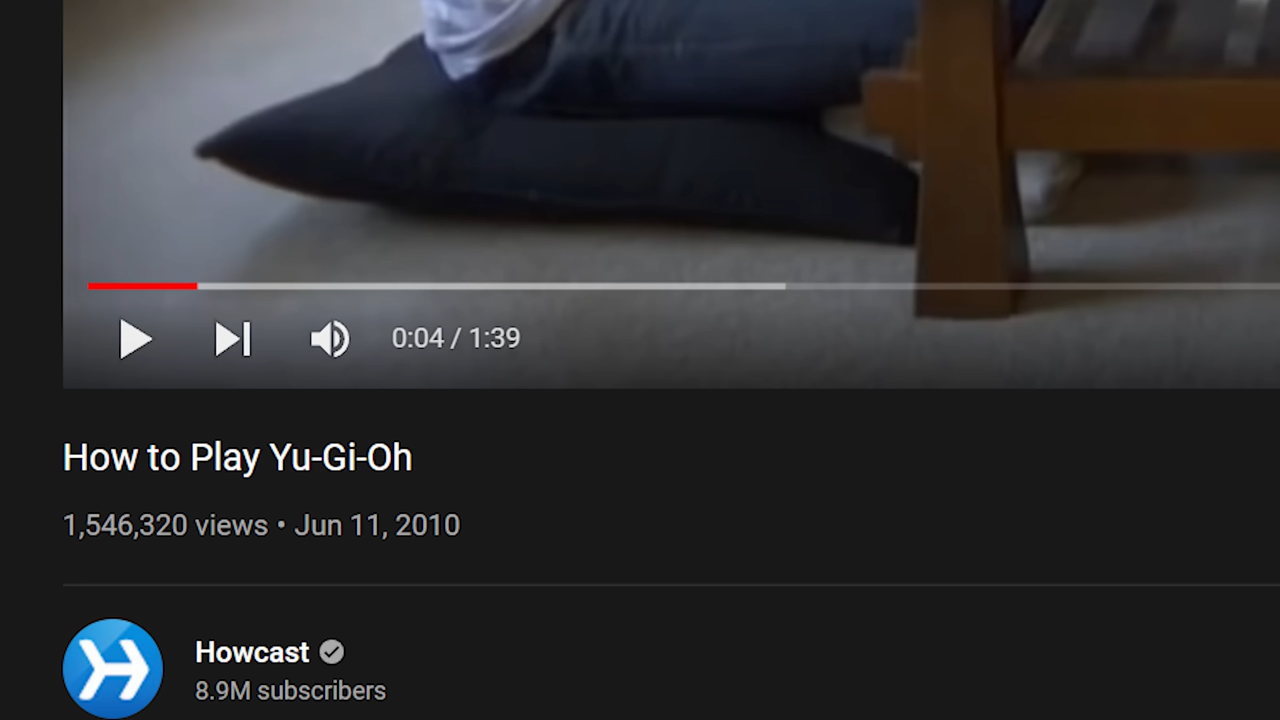 0:04 / 1:39
How to Play Yu-Gi-Oh
1,546,320 views • Jun 11, 2010
Howcast
8.9M subscribers